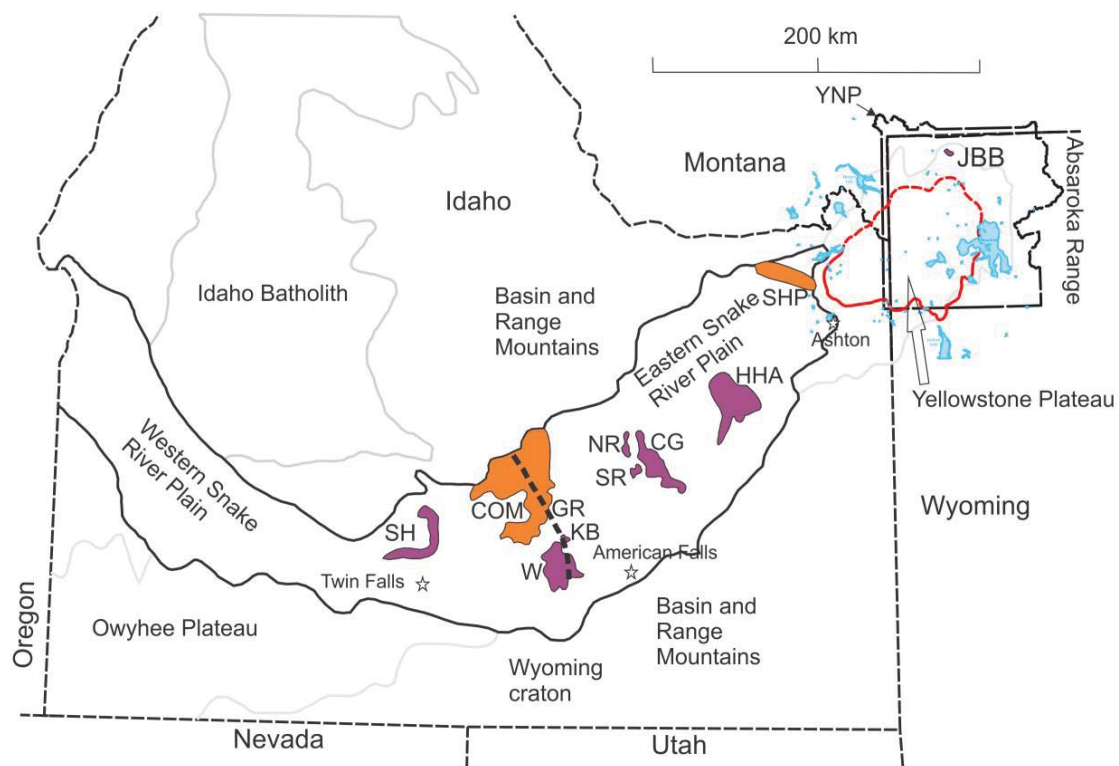 200 km
YNP
JBB
Montana
Absaroka Range
Idaho
Idaho Batholith
Basin and
Range
Mountains
SHP
Eastern Snake
River Plain
Ashton
HHA
Yellowstone Plateau
Western Snake
River Plain
NR
CG
SR
Wyoming
COM
GR
SH
KB
American Falls
W
Twin Falls
Basin and
Range
Mountains
Oregon
Owyhee Plateau
Wyoming
craton
Nevada
Utah